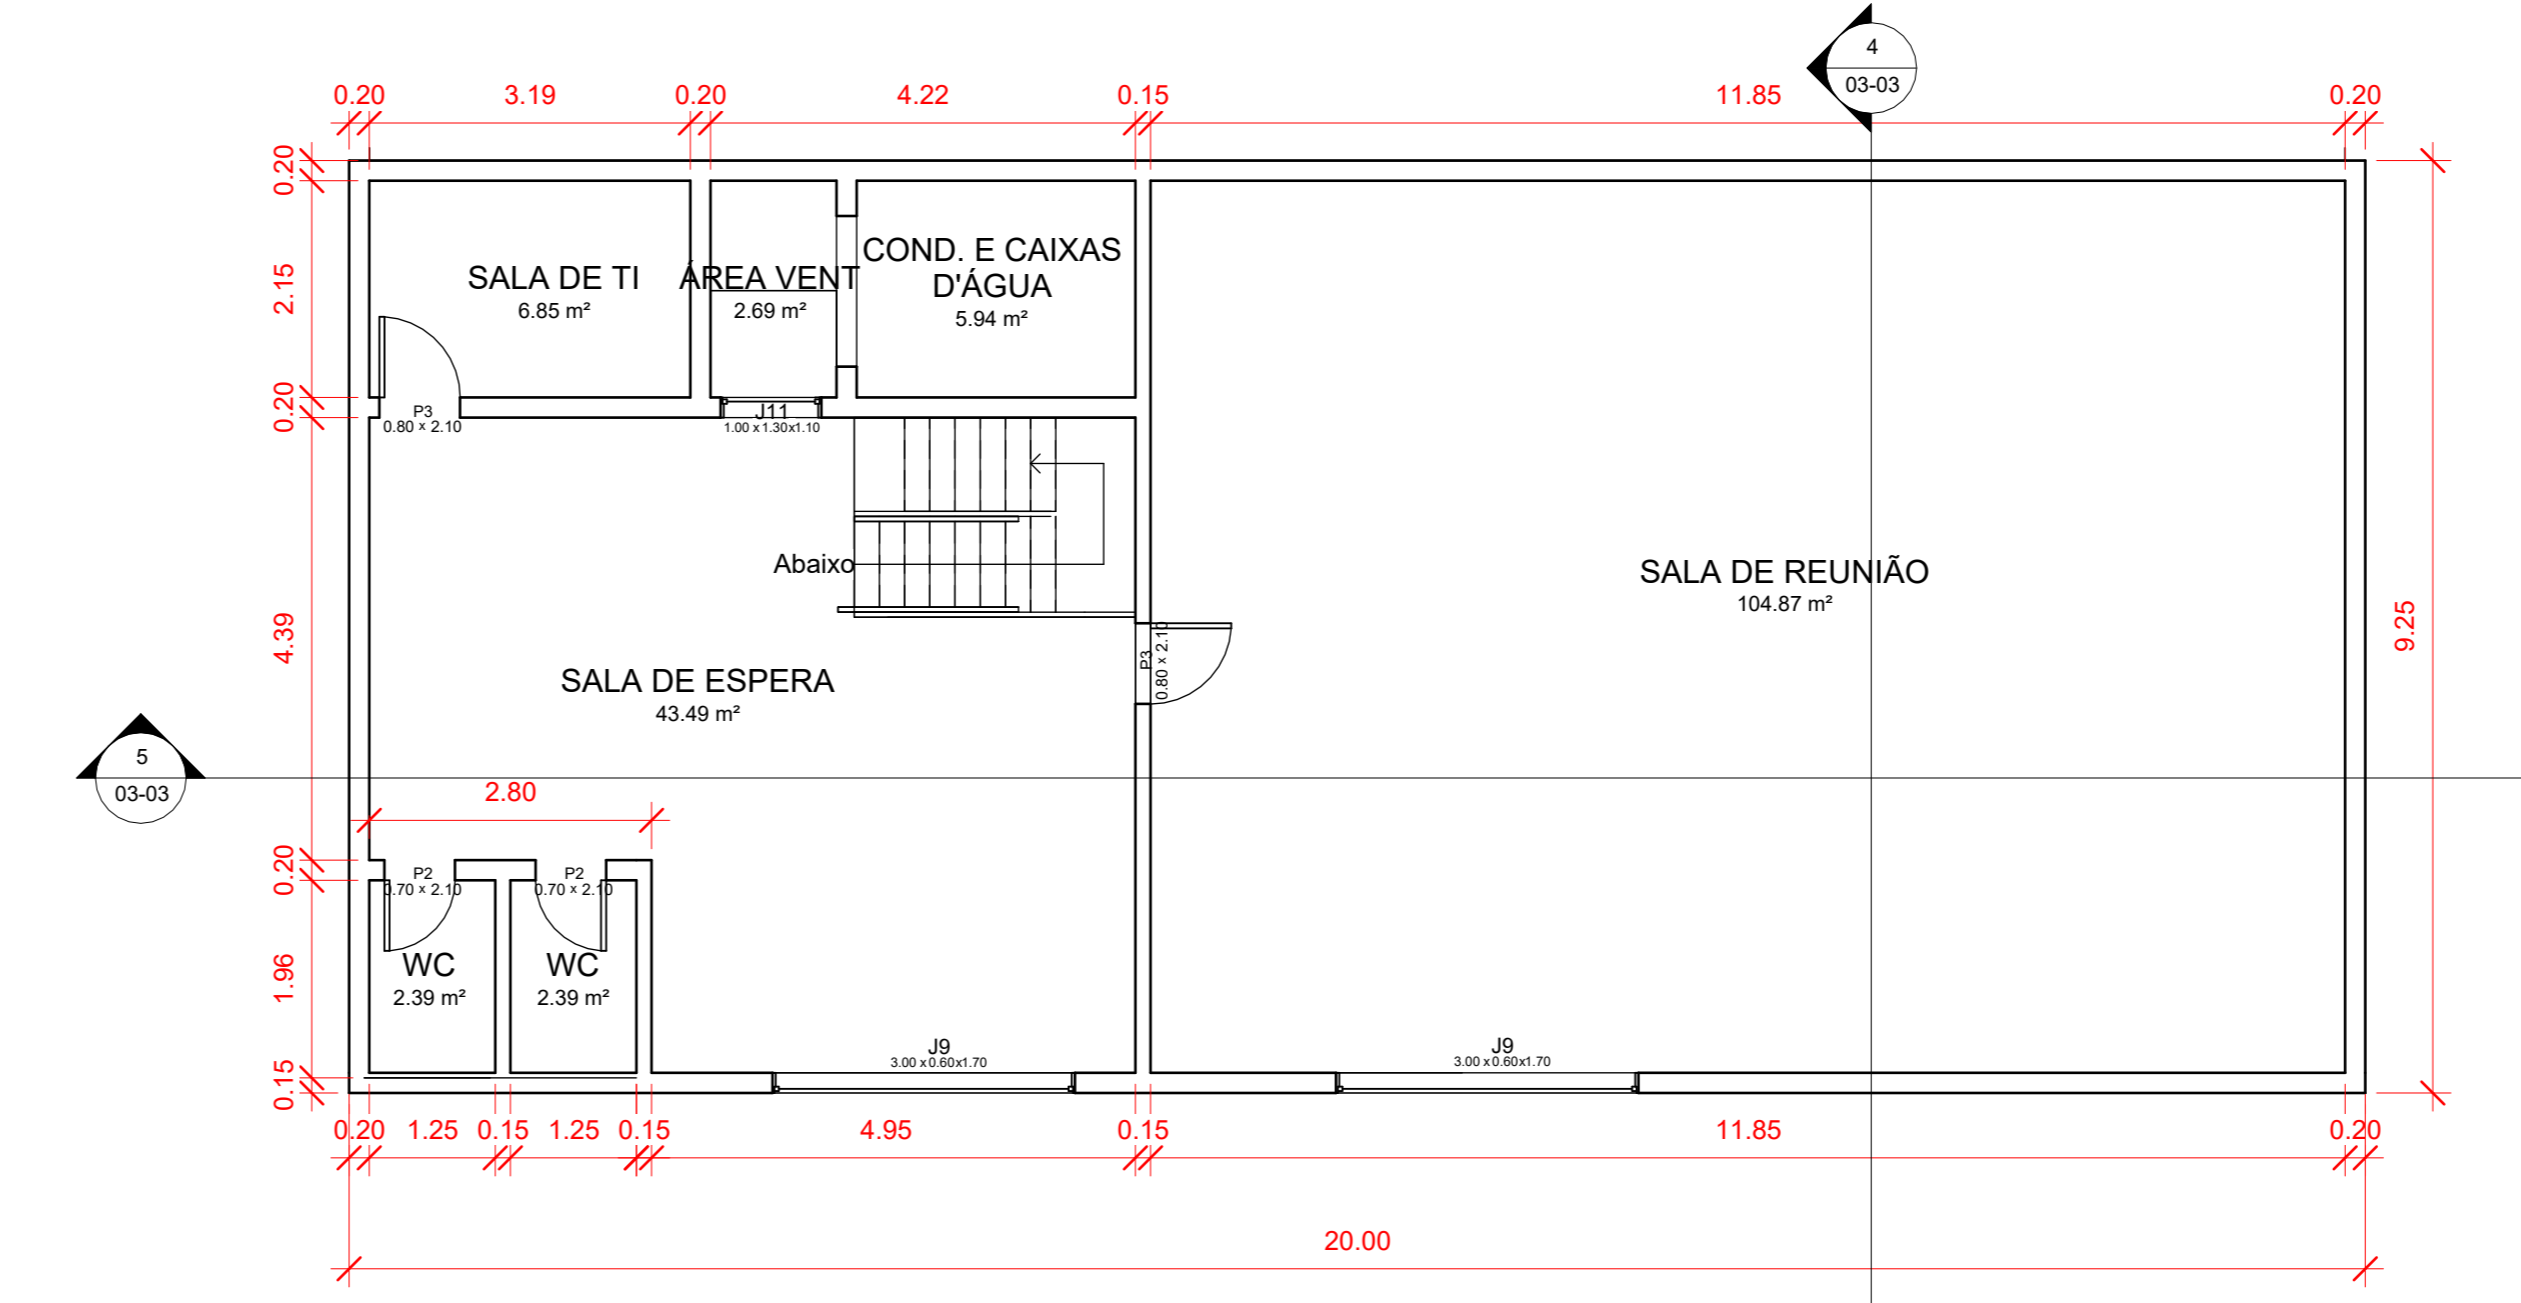 4
03-03
0.20
3.19
0.20
4.22
0.15
11.85
0.20
0.20
2.15
0.20
4.39
0.20
1.96
0.15
SALA DE TI
6.85 m²
ÁREA VENT
2.69 m²
COND. E CAIXAS
D'ÁGUA
5.94 m²
P3
0.80 x 2.10
J11
1.00 x1.30x1.10
Abaixo
SALA DE REUNIÃO
104.87 m²
P3
0.80 x 2.10
9.25
SALA DE ESPERA
43.49 m²
5
03-03
2.80
P2
0.70 x 2.10
P2
0.70 x 2.10
WC
2.39 m²
WC
2.39 m²
J9
3.00 x0.60x1.70
J9
3.00 x0.60x1.70
0.20
1.25
0.15
1.25
0.15
4.95
0.15
11.85
0.20
20.00